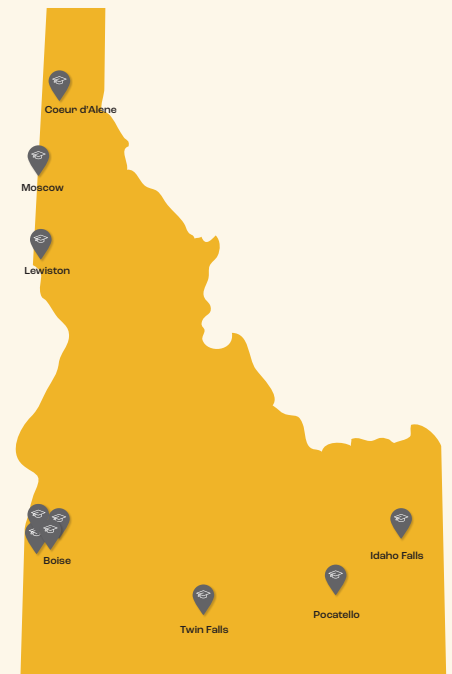 Coeur d'Alene
Moscow
Lewiston
Boise
Idaho Falls
Pocatello
Twin Falls